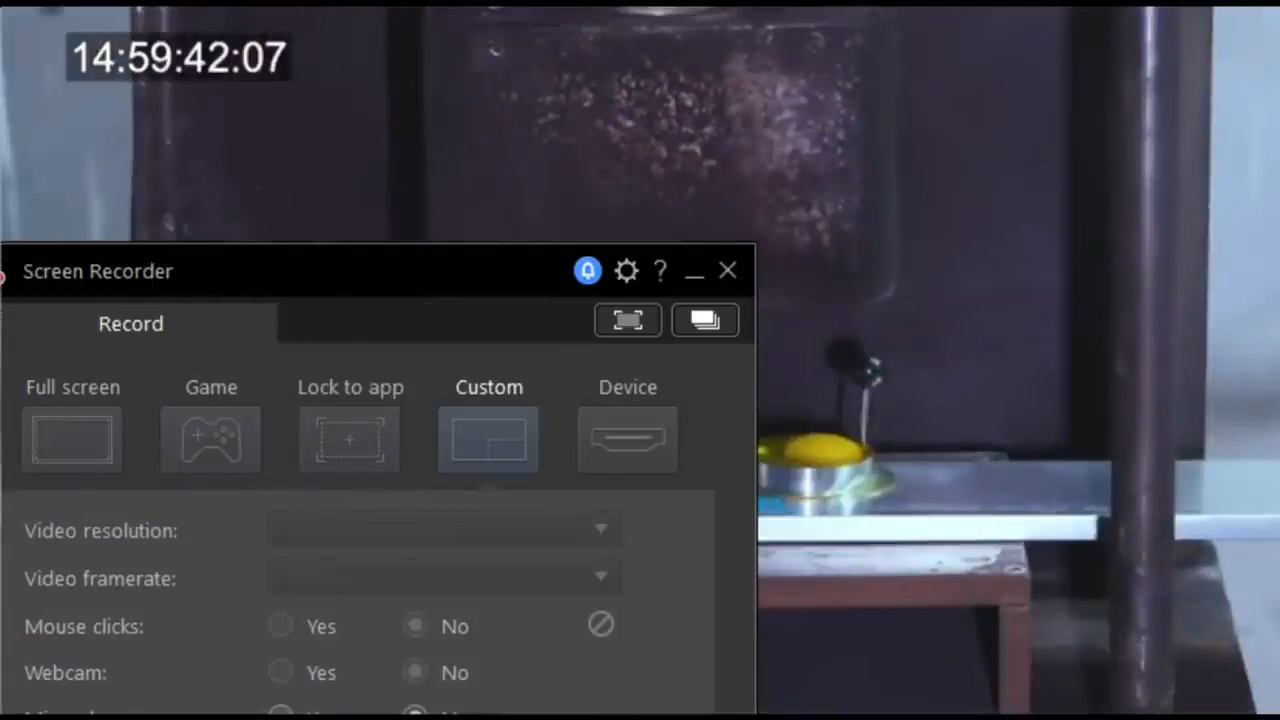 14:59:42:07
Screen Recorder
?
Record
Full screen Game Lock to app Custom Device
Video resolution:
Video framerate:
Mouse clicks: Yes No
Webcam: Yes No